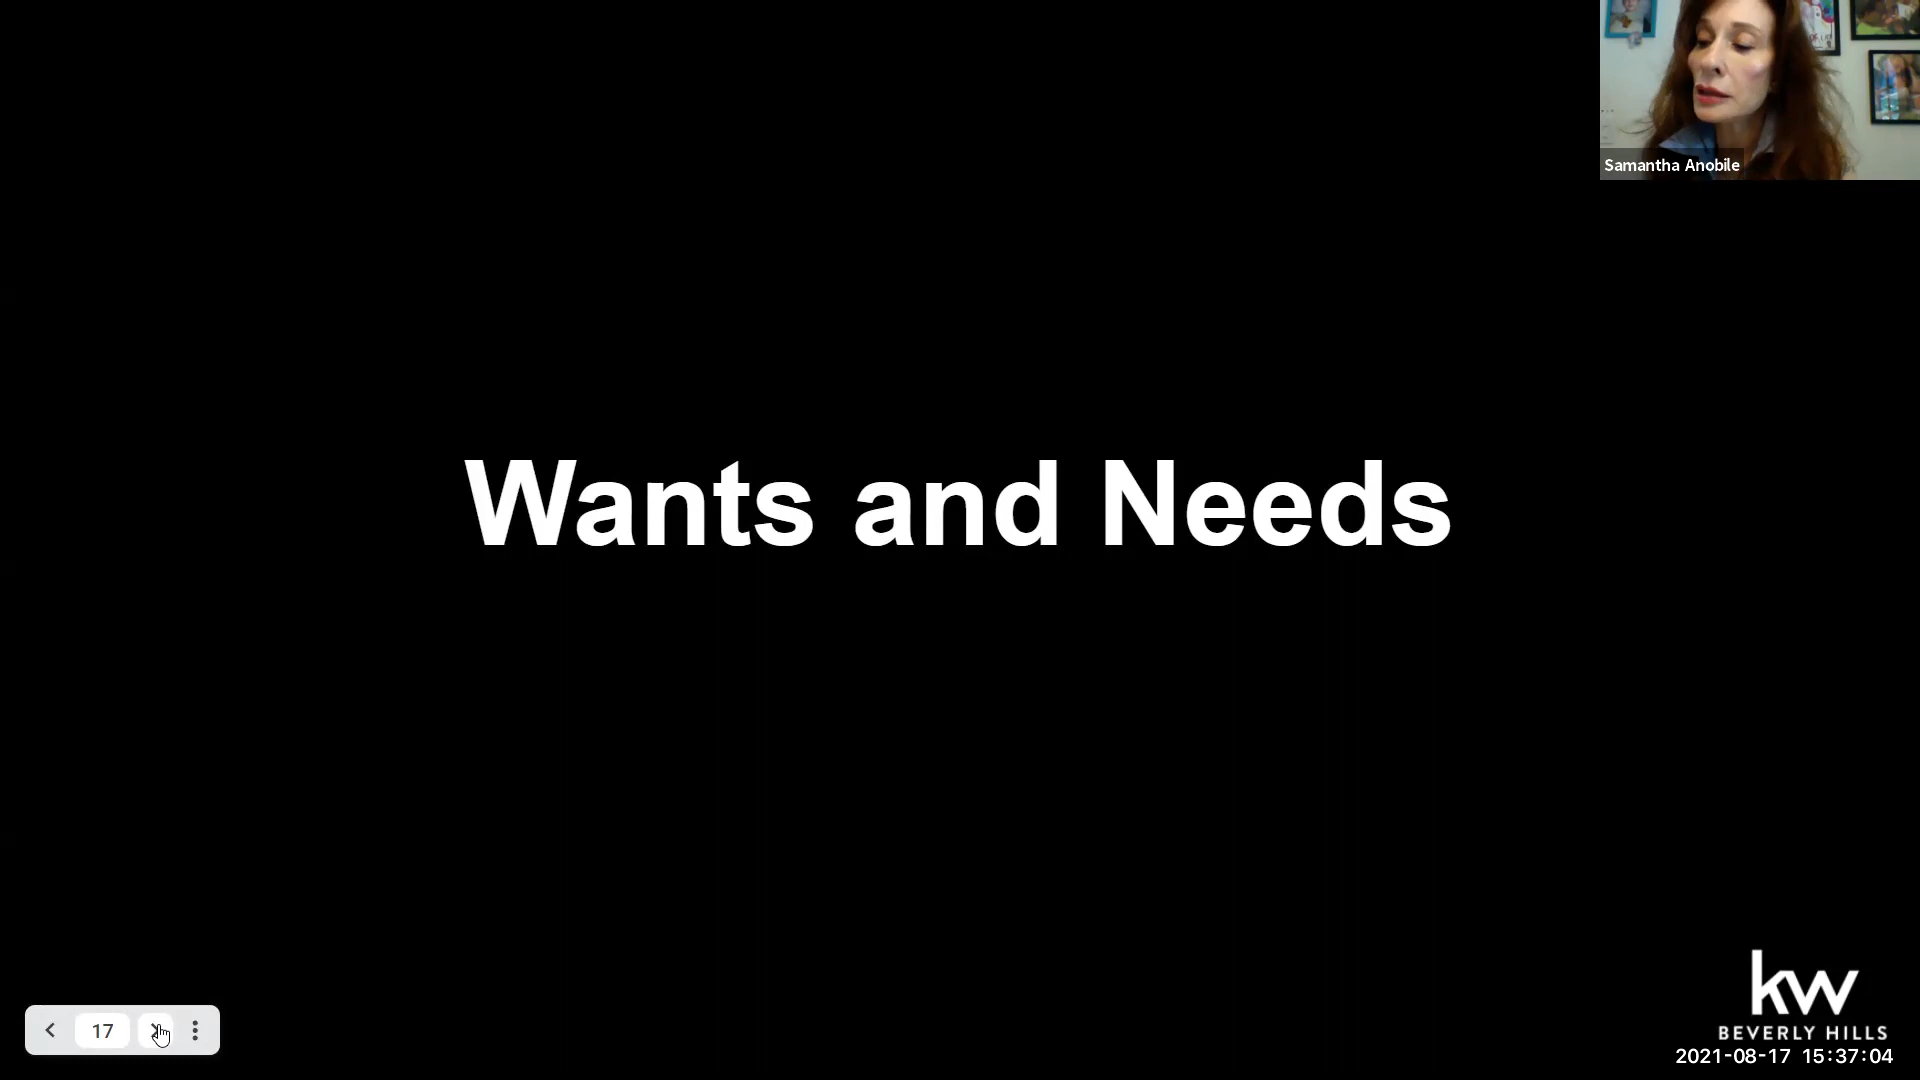 Samantha Anobile
Wants and Needs
17
kw
BEVERLY HILLS
2021-08-17 15:37:04